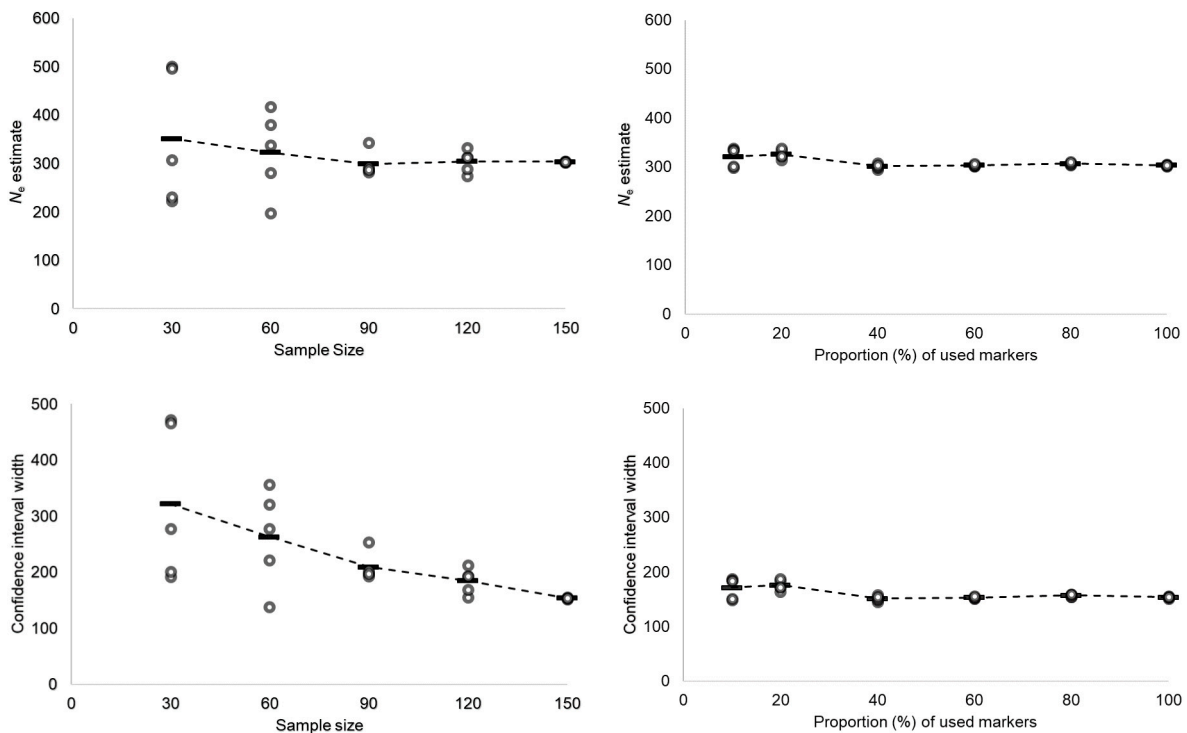 600
500
400
300
200
100
0
Nₑ estimate
0 30 60 90 120 150
Sample Size
600
500
400
300
200
100
0
Nₑ estimate
0 20 40 60 80 100
Proportion (%) of used markers
500
400
300
200
100
0
Confidence interval width
0 30 60 90 120 150
Sample size
500
400
300
200
100
0
Confidence interval width
0 20 40 60 80 100
Proportion (%) of used markers